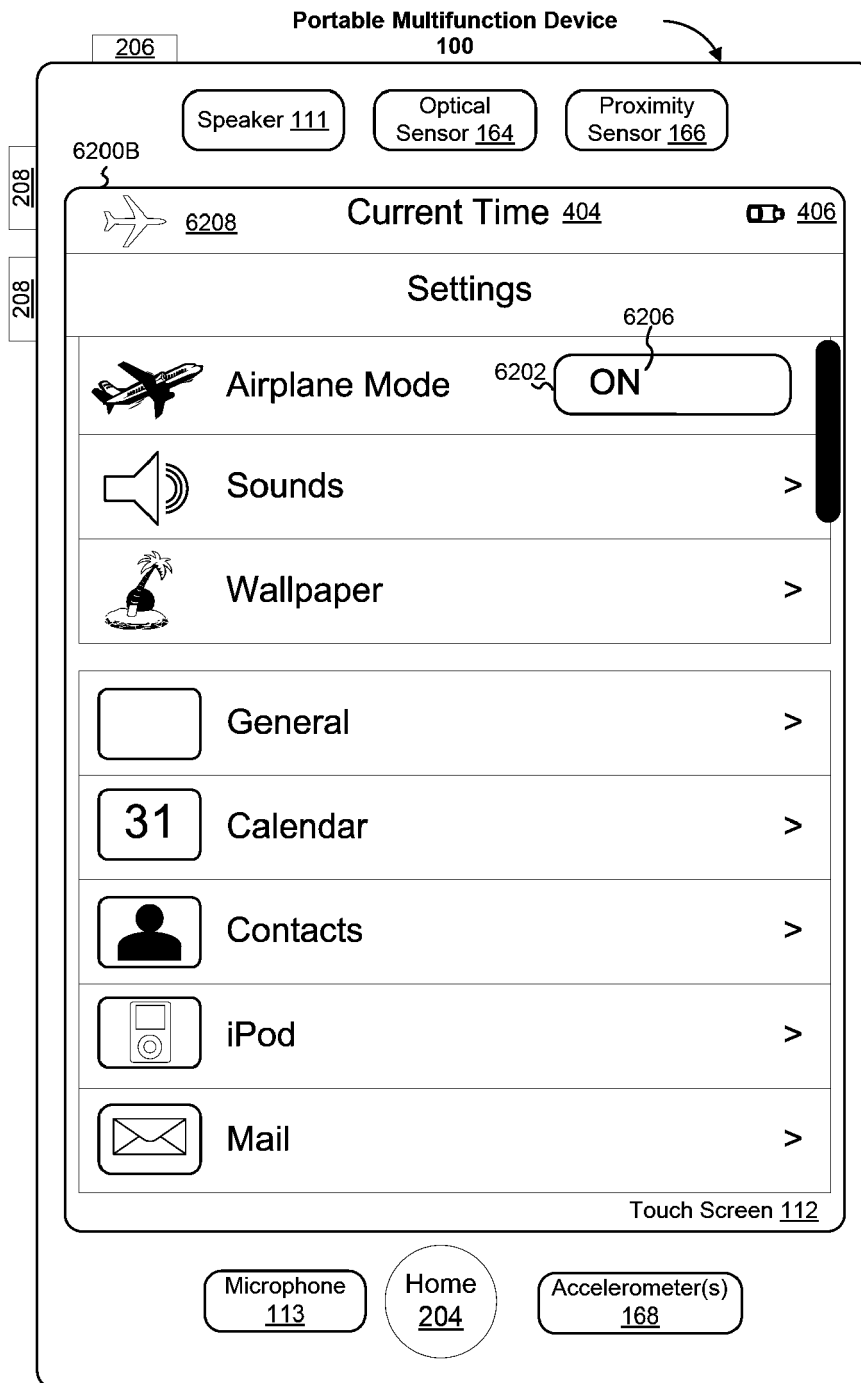 Portable Multifunction Device
100
206
Speaker 111
Optical
Sensor 164
Proximity
Sensor 166
6200B
208
6208
Current Time 404
406
208
Settings
6206
Airplane Mode
6202
ON
Sounds
>
Wallpaper
>
General
>
31
Calendar
>
Contacts
>
iPod
>
Mail
>
Touch Screen 112
Microphone
113
Home
204
Accelerometer(s)
168